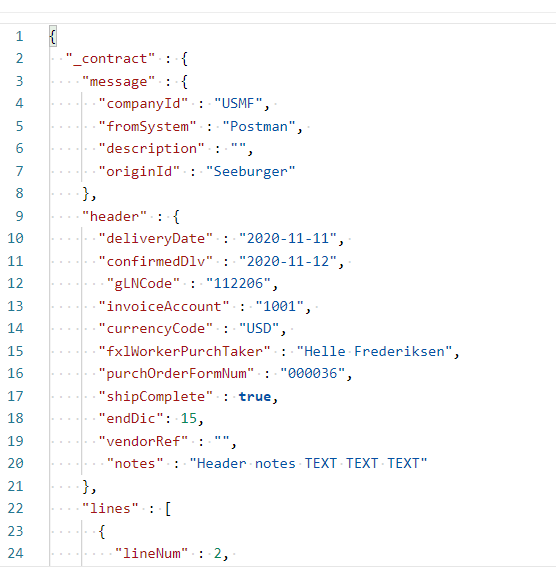 1 {
2 "_contract" : {
3 "message" : {
4 "companyId" : "USMF",
5 "fromSystem" : "Postman",
6 "description" : "",
7 "originId" : "Seeburger"
8 },
9 "header" : {
10 "deliveryDate" : "2020-11-11",
11 "confirmedDlv" : "2020-11-12",
12 "gLNCode" : "112206",
13 "invoiceAccount" : "1001",
14 "currencyCode" : "USD",
15 "fxlWorkerPurchTaker" : "Helle Frederiksen",
16 "purchOrderFormNum" : "000036",
17 "shipComplete" : true,
18 "endDic": 15,
19 "vendorRef" : "",
20 "notes" : "Header notes TEXT TEXT TEXT"
21 },
22 "lines" : [
23 {
24 "lineNum" : 2,